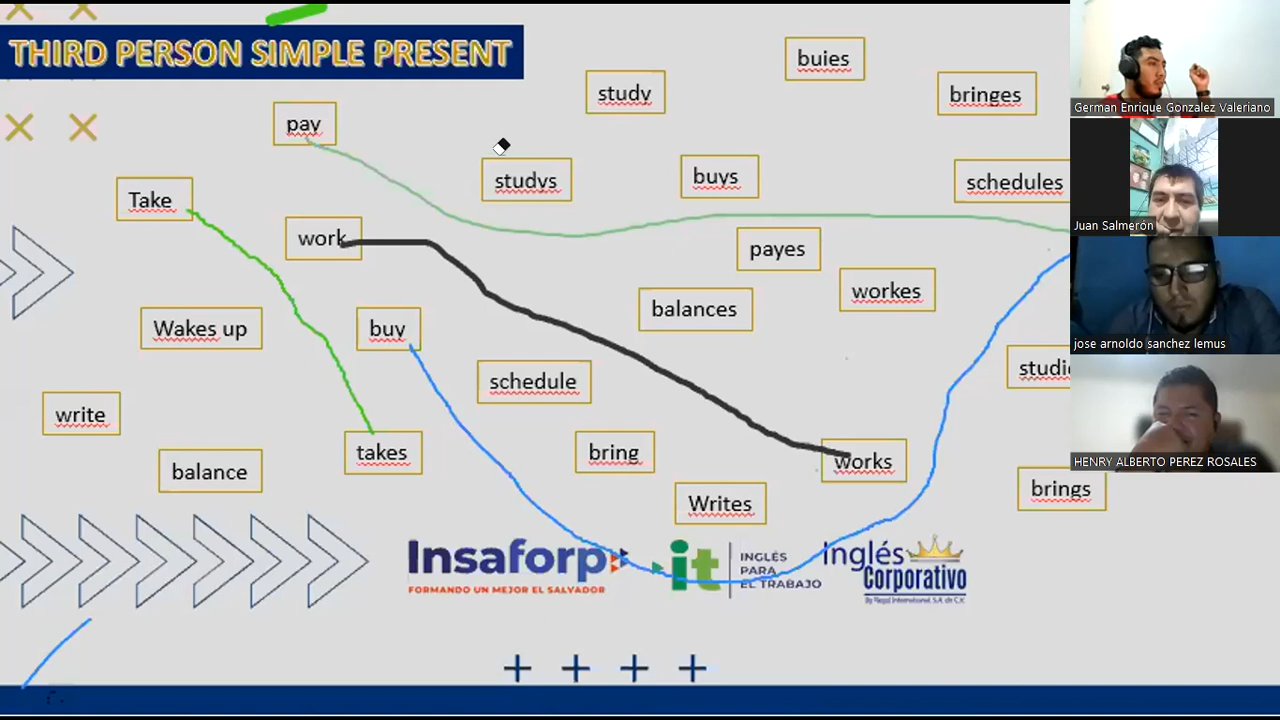 THIRD PERSON SIMPLE PRESENT
buies
study
bringes
pay
studys
buys
schedules
Take
work
payes
workes
balances
Wakes up
buy
schedule
studie
write
takes
balance
bring
works
Writes
brings
Insaforp
FORMANDO UN MEJOR EL SALVADOR
it
INGLÉS
PARA
EL TRABAJO
Inglés
Corporativo
German Enrique Gonzalez Valeriano
Juan Salmerón
jose arnoldo sanchez lemus
HENRY ALBERTO PEREZ ROSALES